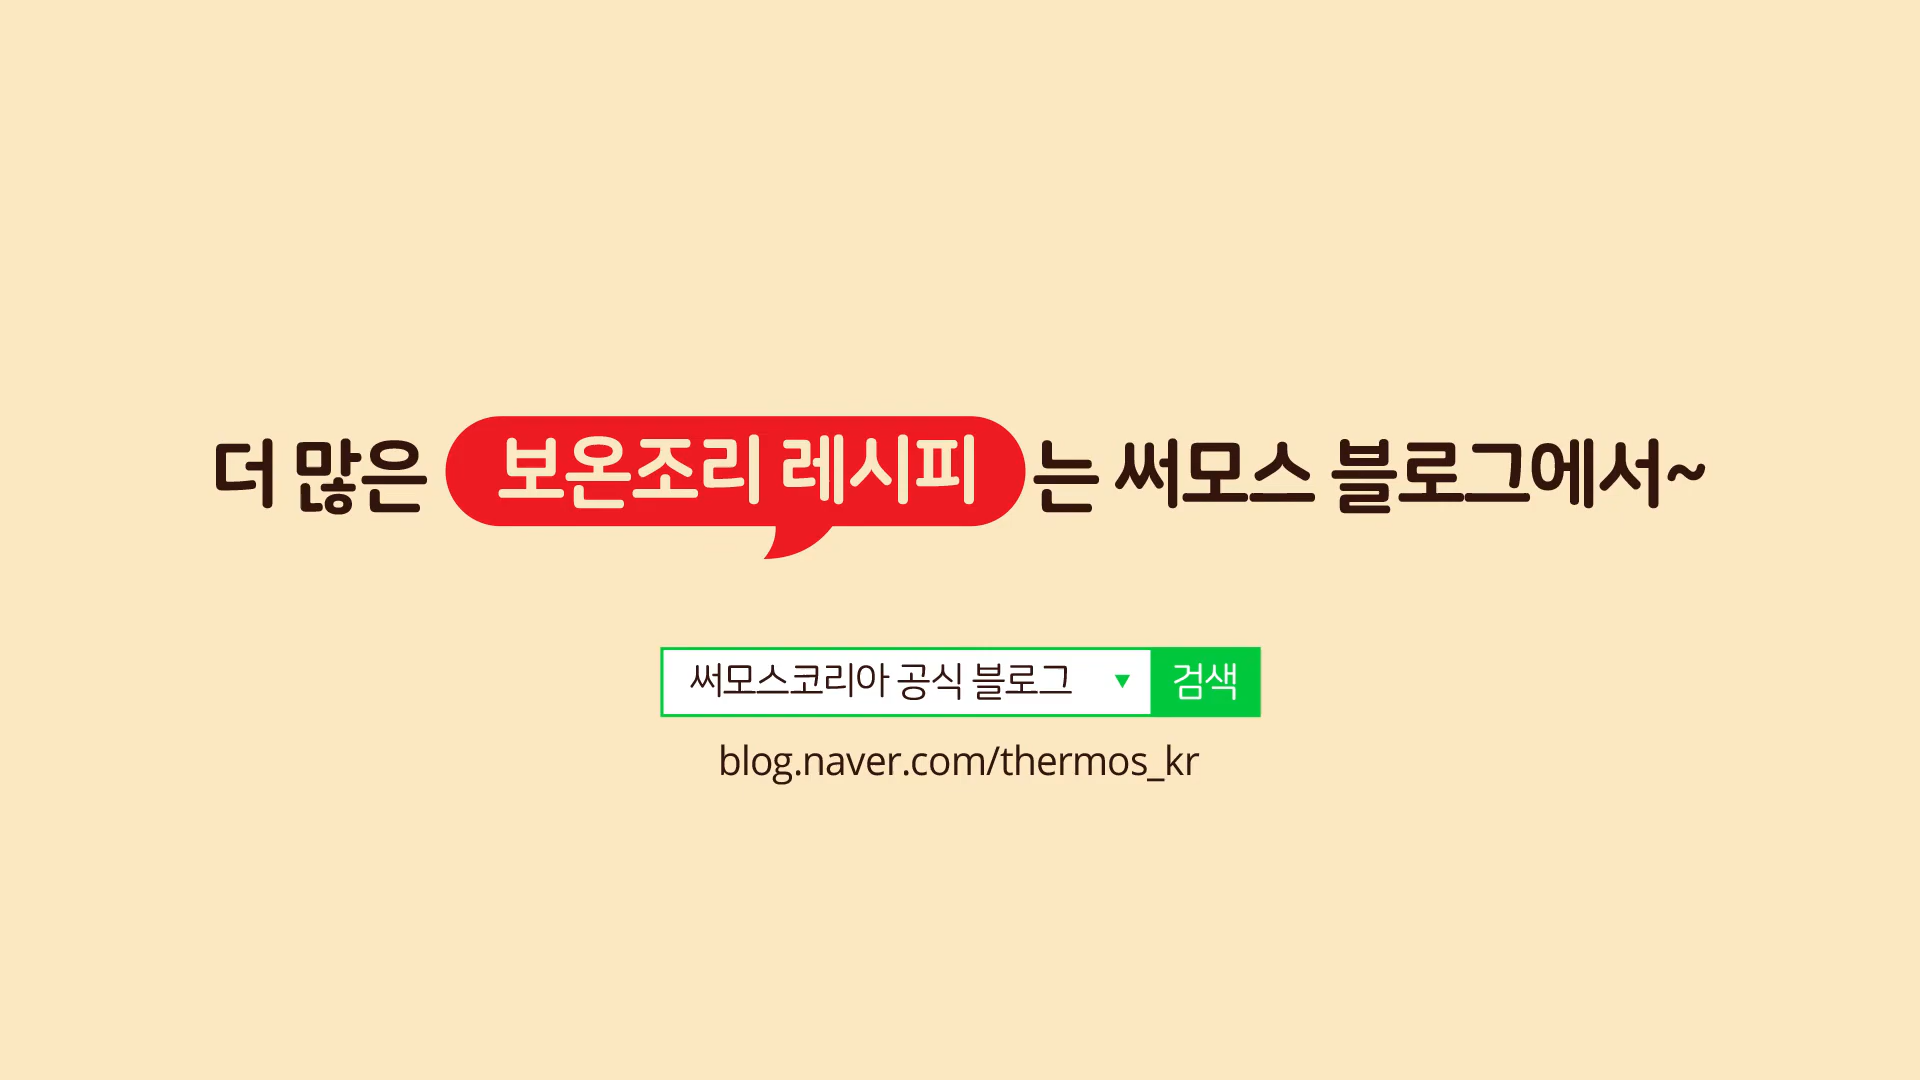 더 많은 보온조리 레시피는 써모스 블로그에서~
써모스코리아 공식 블로그 ▼ 검색
blog.naver.com/thermos_kr